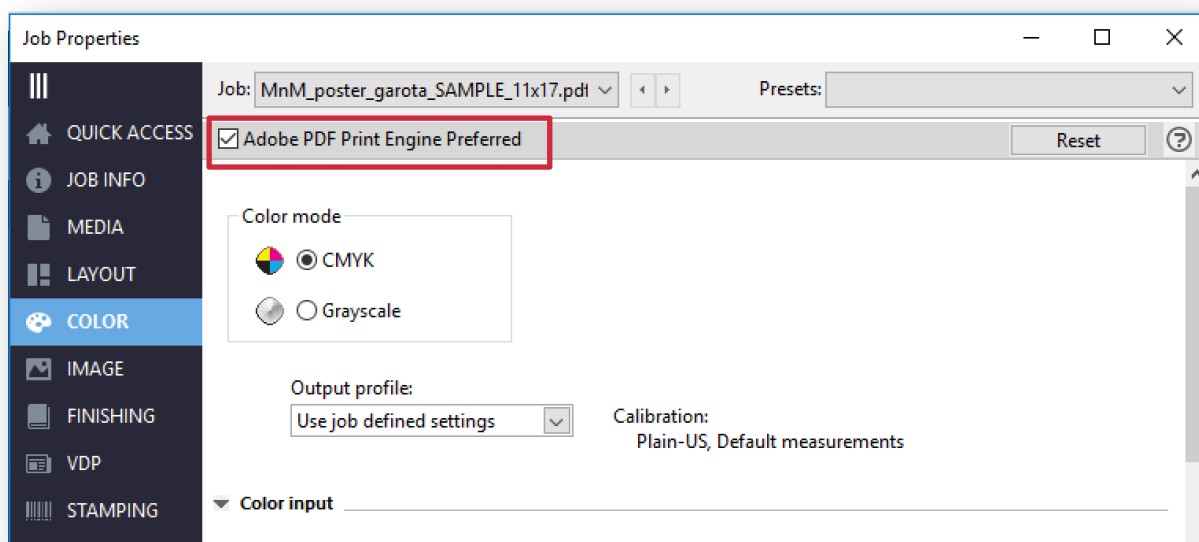 Job Properties
Job: MnM_poster_garota_SAMPLE_11x17.pdf
Presets:
QUICK ACCESS
Adobe PDF Print Engine Preferred
Reset
?
JOB INFO
MEDIA
LAYOUT
COLOR
IMAGE
FINISHING
VDP
STAMPING
Color mode
CMYK
Grayscale
Output profile:
Use job defined settings
Calibration:
Plain-US, Default measurements
Color input